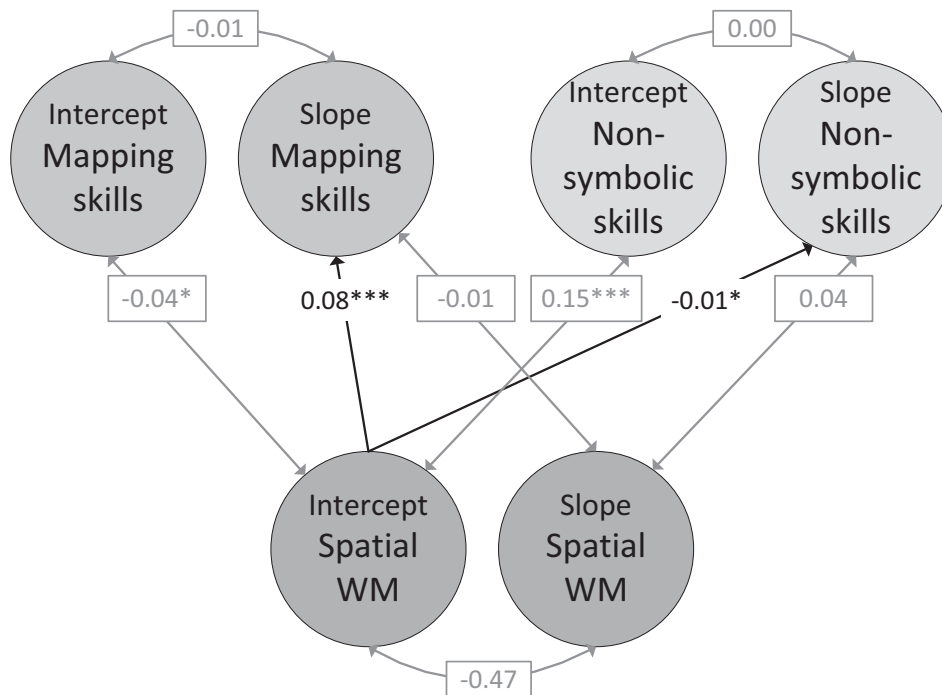 -0.01
0.00
Intercept
Mapping
skills
Slope
Mapping
skills
Intercept
Non-
symbolic
skills
Slope
Non-
symbolic
skills
-0.04*
0.08***
-0.01
0.15***
-0.01*
0.04
Intercept
Spatial
WM
Slope
Spatial
WM
-0.47